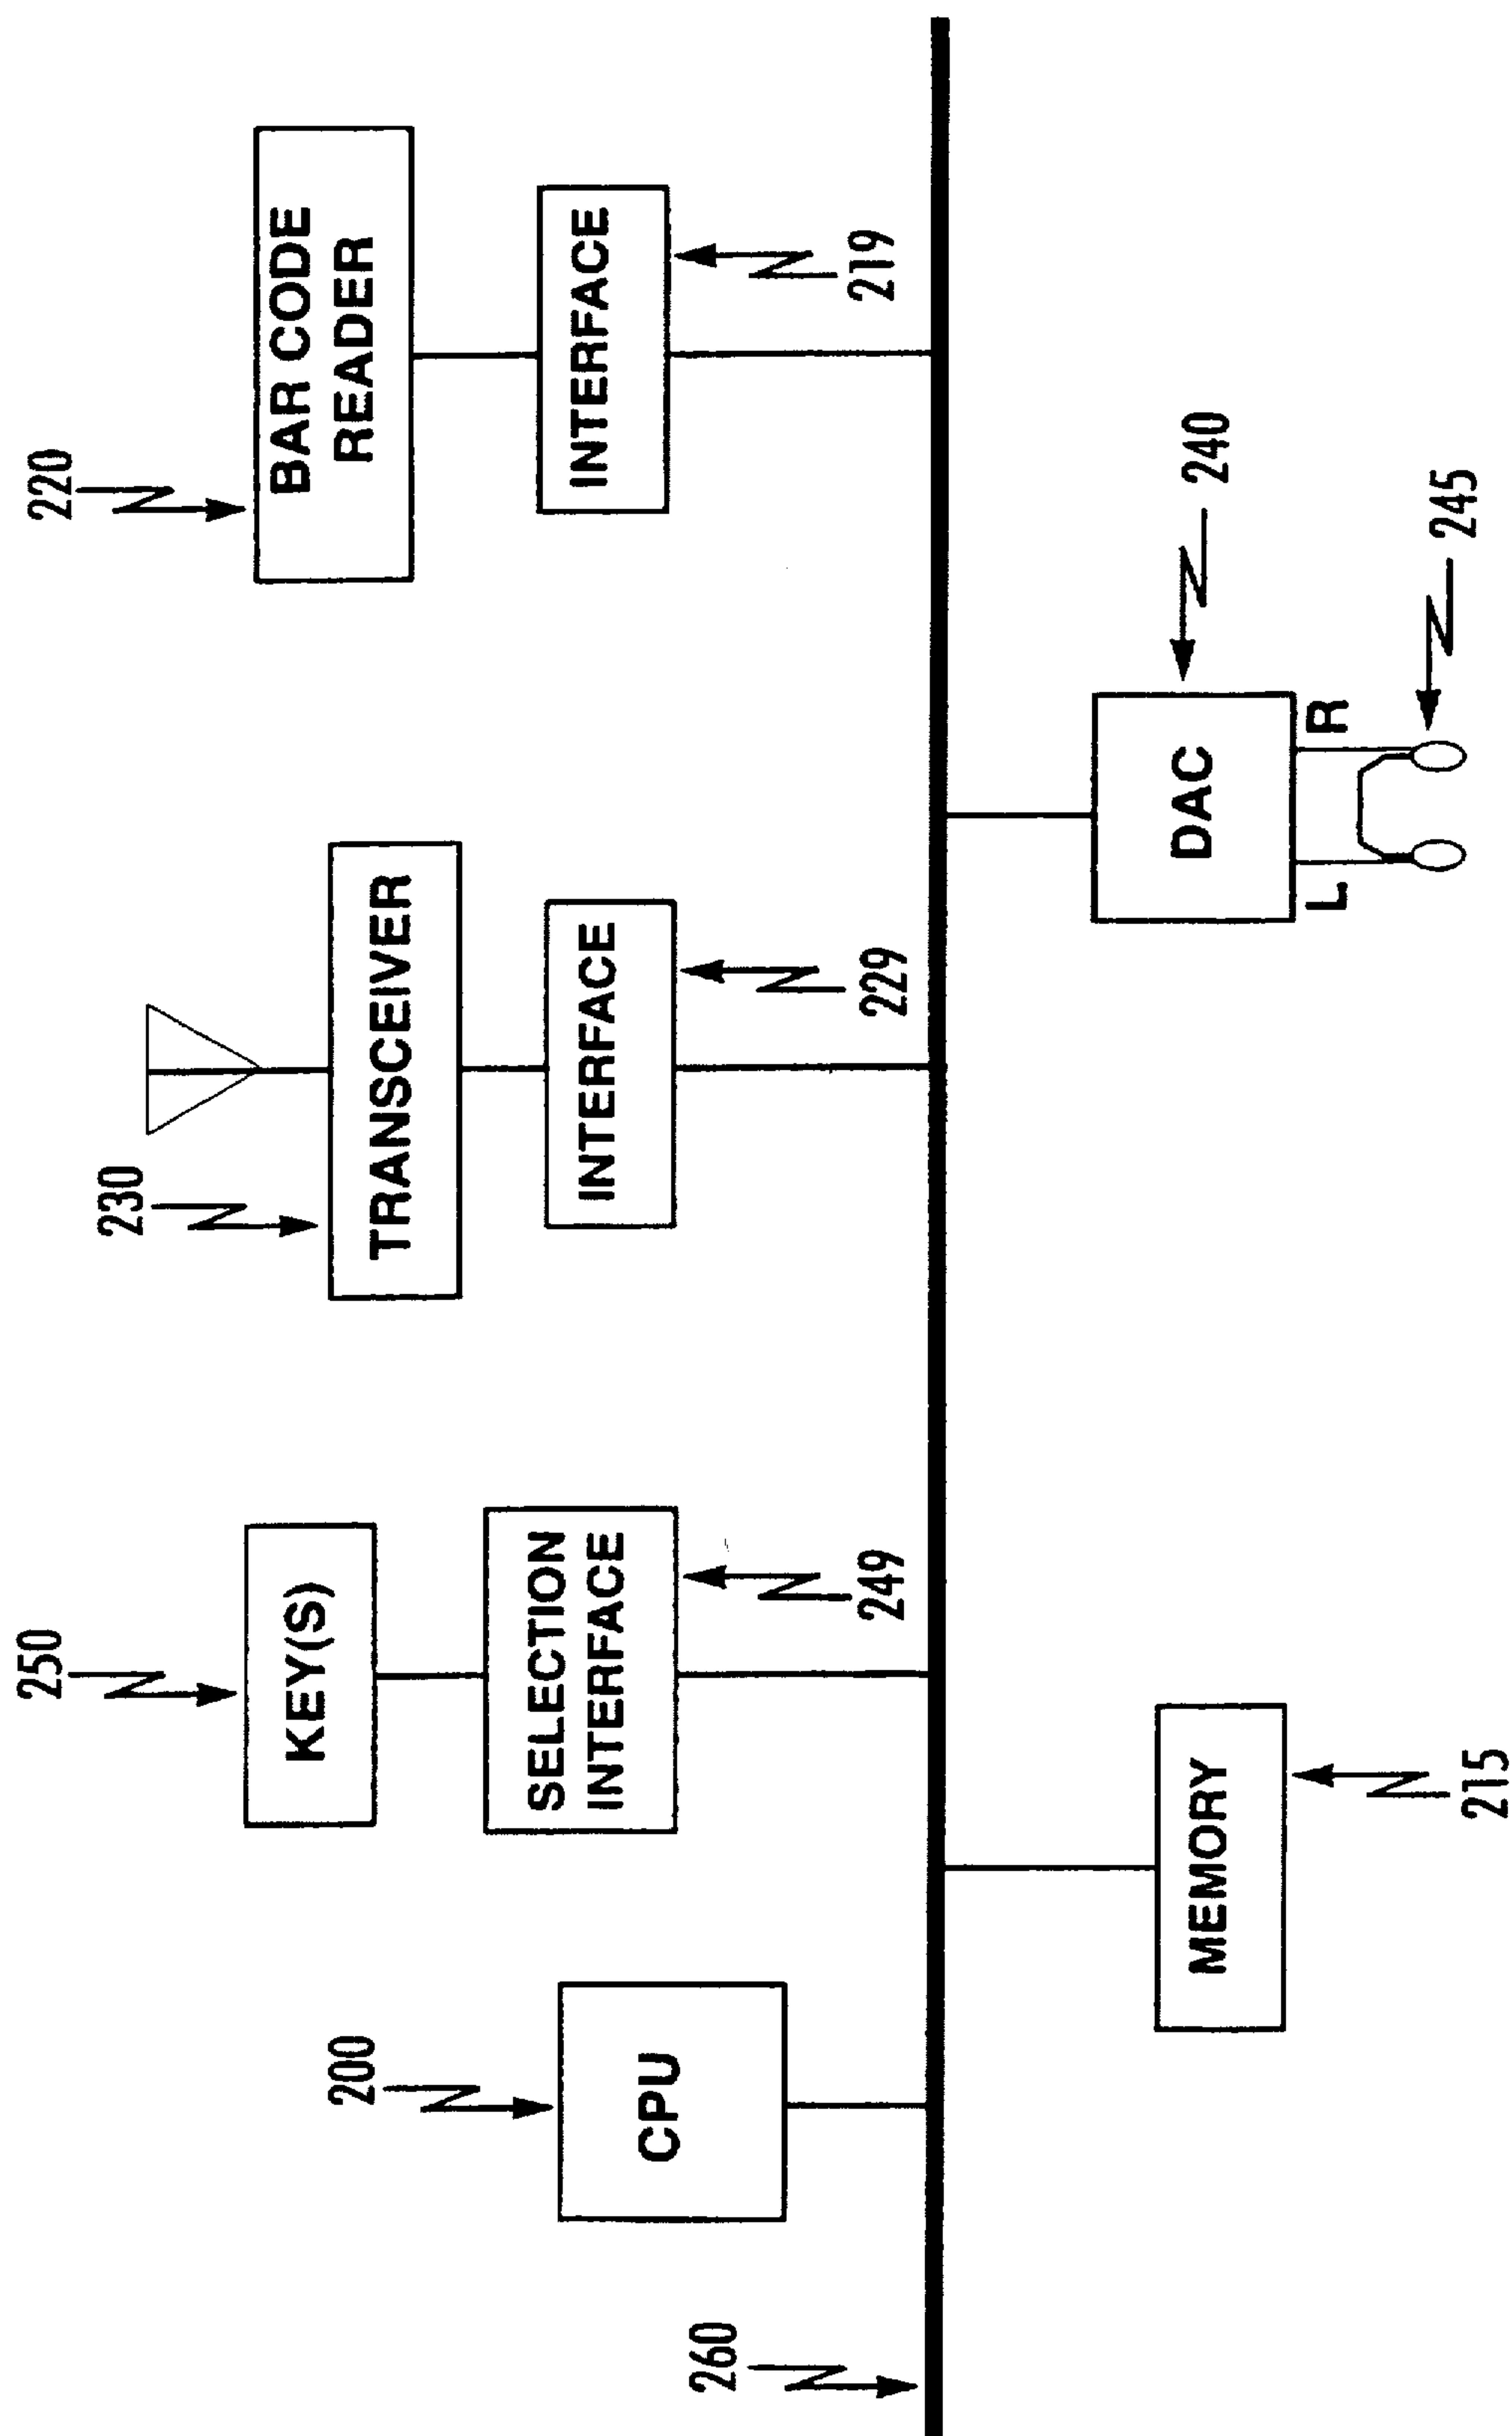 250
KEY(S)
220
BAR CODE
READER
230
TRANSCEIVER
200
CPU
SELECTION
INTERFACE
INTERFACE
INTERFACE
249
229
219
260
MEMORY
215
DAC
240
L
R
245